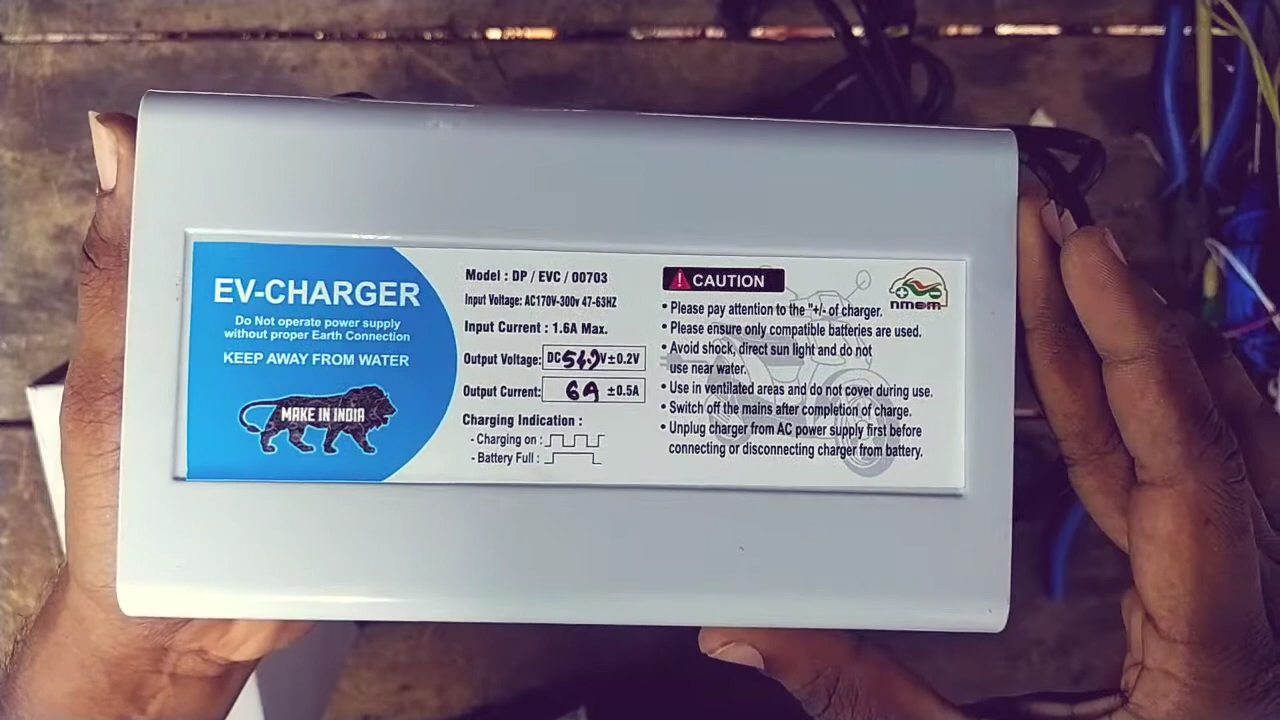 EV-CHARGER
Do Not operate power supply
without proper Earth Connection
KEEP AWAY FROM WATER
MAKE IN INDIA
Model : DP / EVC / 00703
Input Voltage: AC170V-300v 47-63HZ
Input Current : 1.6A Max.
Output Voltage: DC 54.9V±0.2V
Output Current: 6A ±0.5A
Charging Indication :
- Charging on :
- Battery Full :
CAUTION
nmem
• Please pay attention to the "+/- of charger.
• Please ensure only compatible batteries are used.
• Avoid shock, direct sun light and do not
use near water.
• Use in ventilated areas and do not cover during use.
• Switch off the mains after completion of charge.
• Unplug charger from AC power supply first before
connecting or disconnecting charger from battery.